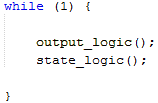 while (1) {
output_logic();
state_logic();
}